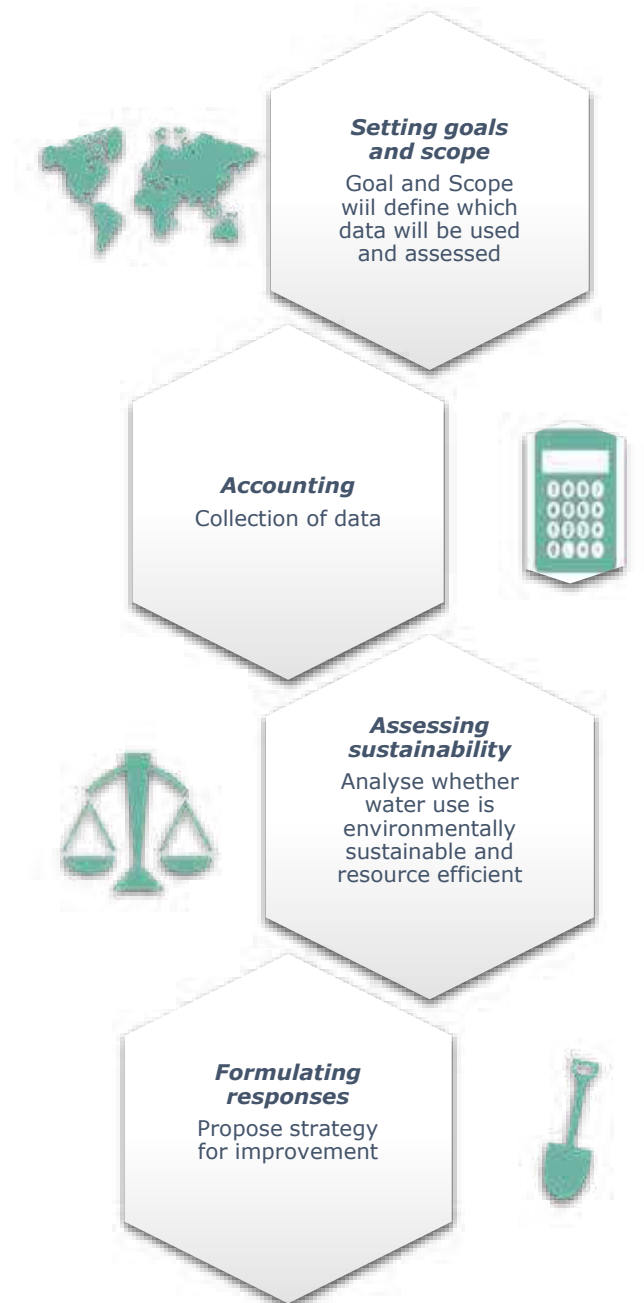 Setting goals
and scope
Goal and Scope
wiil define which
data will be used
and assessed
Accounting
Collection of data
Assessing
sustainability
Analyse whether
water use is
environmentally
sustainable and
resource efficient
Formulating
responses
Propose strategy
for improvement